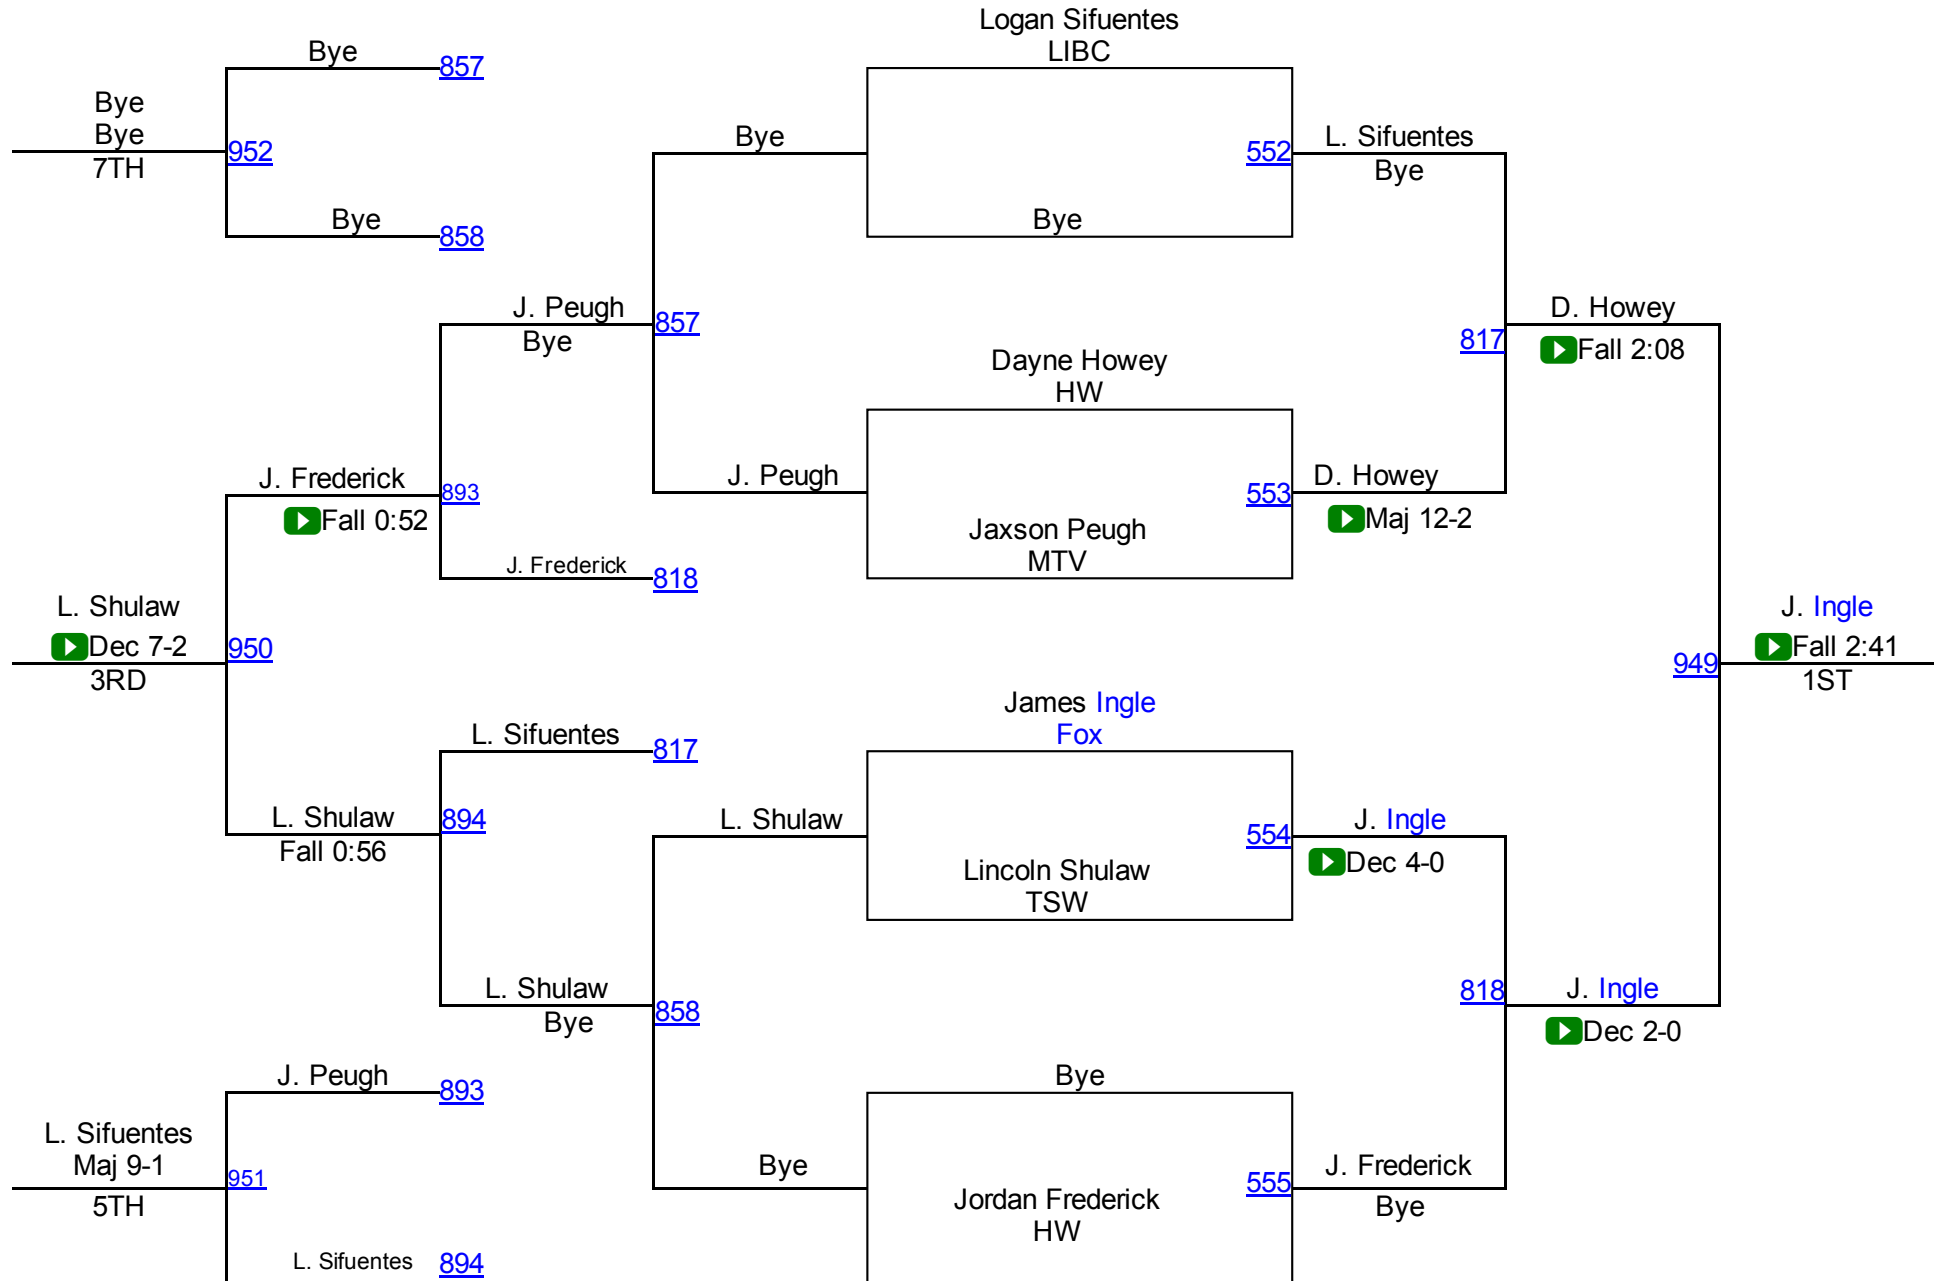 Logan Sifuentes
LIBC
Bye
857
Bye
Bye
952
7TH
Bye
858
Bye
552
L. Sifuentes
Bye
Bye
J. Peugh
857
Bye
D. Howey
817
Fall 2:08
Dayne Howey
HW
J. Peugh
553
D. Howey
Maj 12-2
Jaxson Peugh
MTV
J. Frederick
893
Fall 0:52
J. Frederick
818
L. Shulaw
Dec 7-2
950
3RD
J. Ingle
Fall 2:41
949
1ST
James Ingle
Fox
L. Sifuentes
817
L. Shulaw
894
Fall 0:56
L. Shulaw
554
J. Ingle
Dec 4-0
Lincoln Shulaw
TSW
L. Shulaw
858
Bye
818
J. Ingle
Dec 2-0
J. Peugh
893
Bye
L. Sifuentes
Maj 9-1
951
5TH
Bye
555
J. Frederick
Bye
Jordan Frederick
HW
L. Sifuentes
894